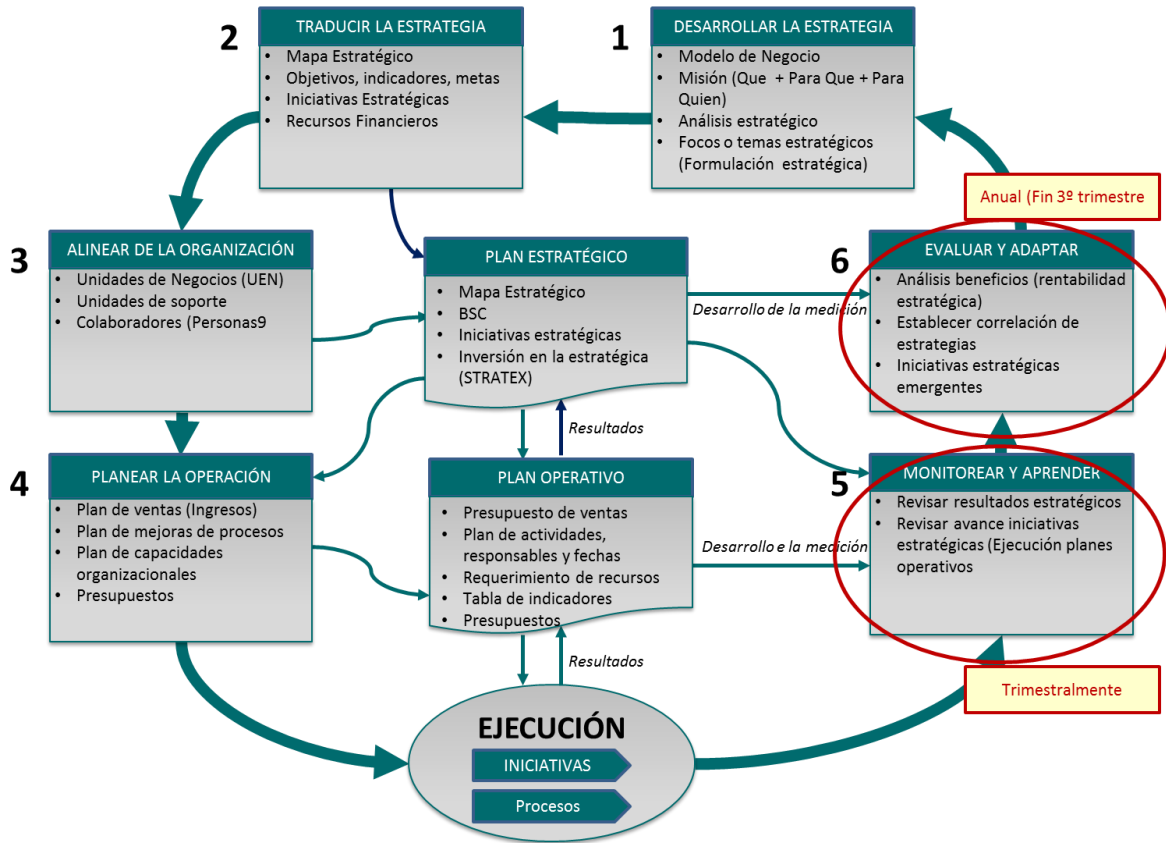 2
TRADUCIR LA ESTRATEGIA
• Mapa Estratégico
• Objetivos, indicadores, metas
• Iniciativas Estratégicas
• Recursos Financieros
1
DESARROLLAR LA ESTRATEGIA
• Modelo de Negocio
• Misión (Que + Para Que + Para
Quien)
• Análisis estratégico
• Focos o temas estratégicos
(Formulación estratégica)
Anual (Fin 3º trimestre
3
ALINEAR DE LA ORGANIZACIÓN
• Unidades de Negocios (UEN)
• Unidades de soporte
• Colaboradores (Personas9
PLAN ESTRATÉGICO
• Mapa Estratégico
• BSC
• Iniciativas estratégicas
• Inversión en la estratégica
(STRATEX)
Desarrollo de la medición
6
EVALUAR Y ADAPTAR
• Análisis beneficios (rentabilidad
estratégica)
• Establecer correlación de
estrategias
• Iniciativas estratégicas
emergentes
Resultados
4
PLANEAR LA OPERACIÓN
• Plan de ventas (Ingresos)
• Plan de mejoras de procesos
• Plan de capacidades
organizacionales
• Presupuestos
PLAN OPERATIVO
• Presupuesto de ventas
• Plan de actividades,
responsables y fechas
• Requerimiento de recursos
• Tabla de indicadores
• Presupuestos
Desarrollo e la medición
5
MONITOREAR Y APRENDER
• Revisar resultados estratégicos
• Revisar avance iniciativas
estratégicas (Ejecución planes
operativos
Resultados
Trimestralmente
EJECUCIÓN
INICIATIVAS
Procesos